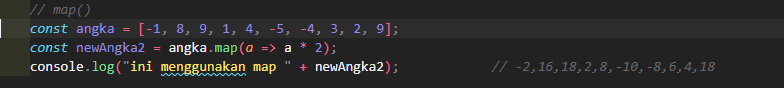 // map()
const angka = [-1, 8, 9, 1, 4, -5, -4, 3, 2, 9];
const newAngka2 = angka.map(a => a * 2);
console.log("ini menggunakan map " + newAngka2); // -2,16,18,2,8,-10,-8,6,4,18